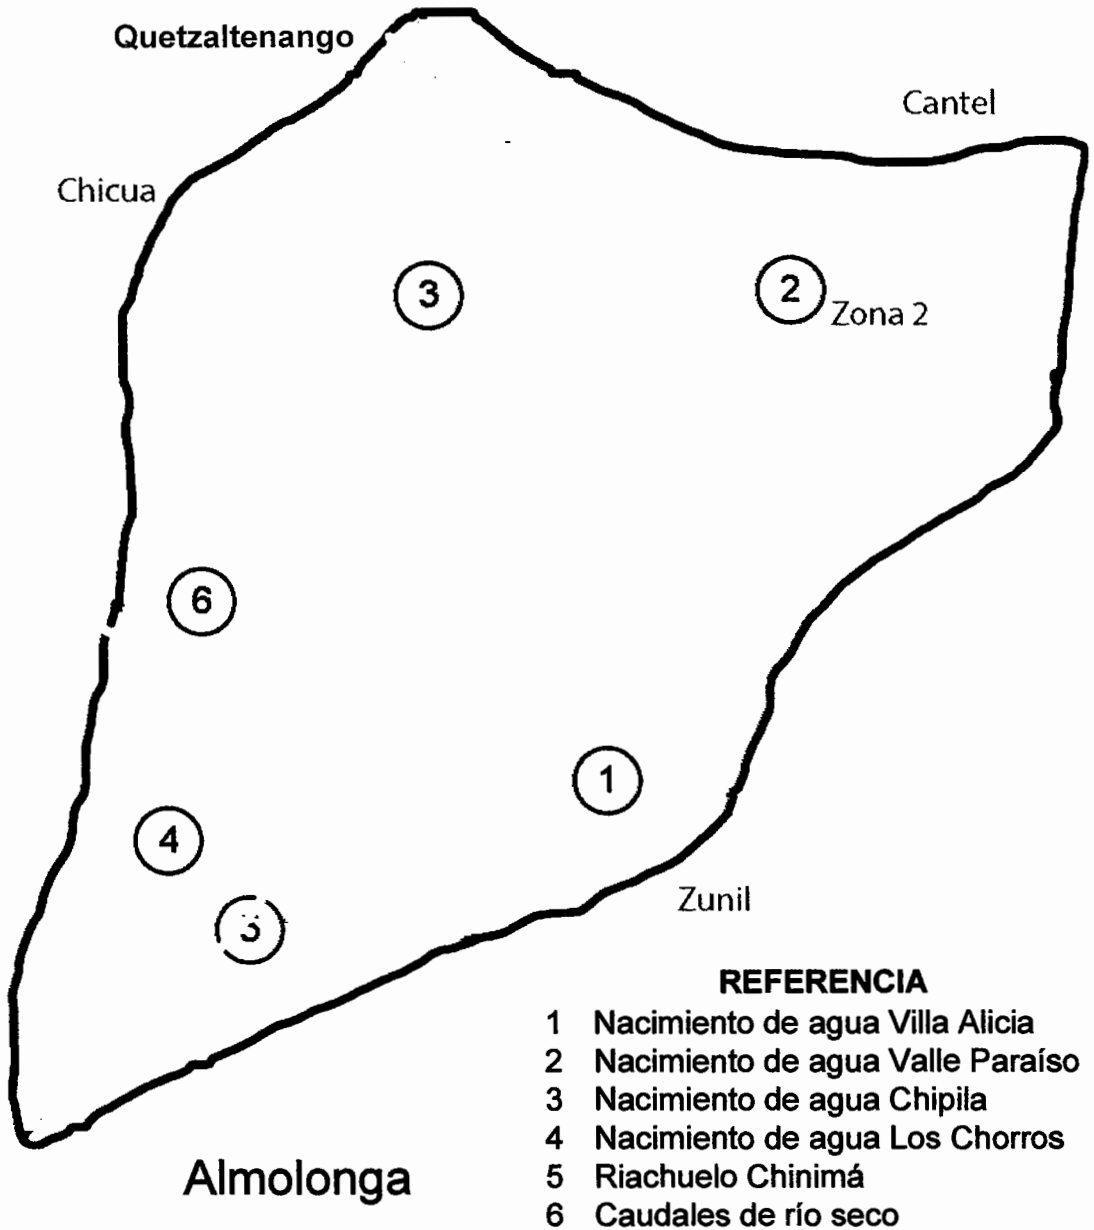 Quetzaltenango
Cantel
Chicua
3
2
Zona 2
6
1
4
5
Zunil
REFERENCIA
1 Nacimiento de agua Villa Alicia
2 Nacimiento de agua Valle Paraíso
3 Nacimiento de agua Chipila
4 Nacimiento de agua Los Chorros
5 Riachuelo Chinimá
6 Caudales de río seco
Almolonga